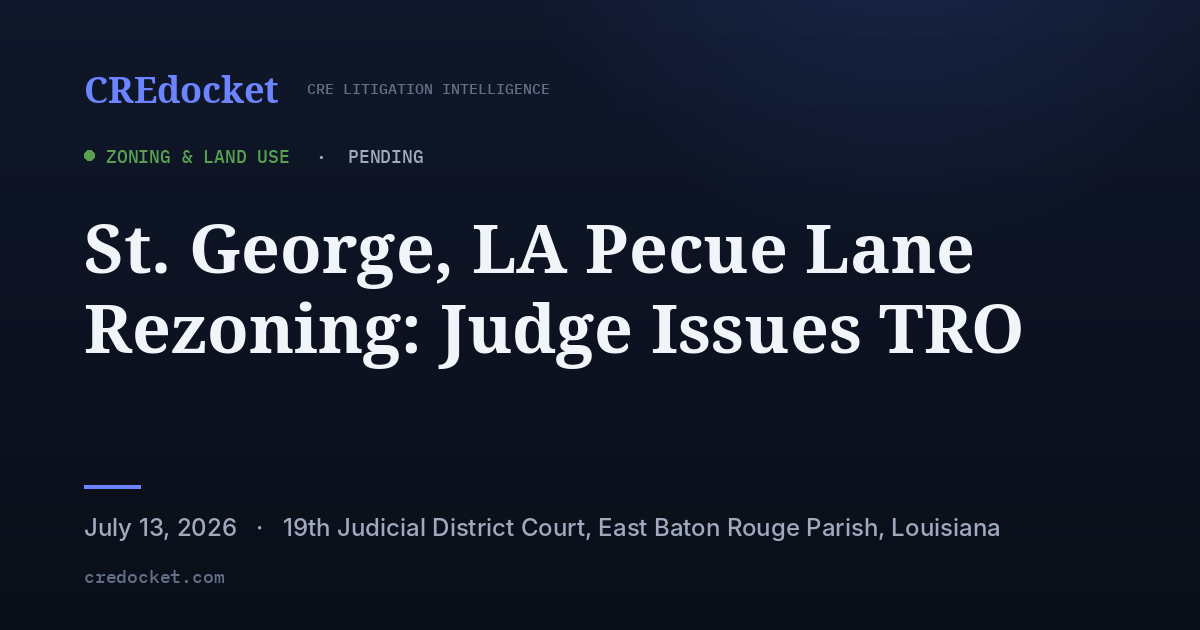 CREdocket CRE LITIGATION INTELLIGENCE
ZONING & LAND USE · PENDING
St. George, LA Pecue Lane
Rezoning: Judge Issues TRO
July 13, 2026 · 19th Judicial District Court, East Baton Rouge Parish, Louisiana
credocket.com